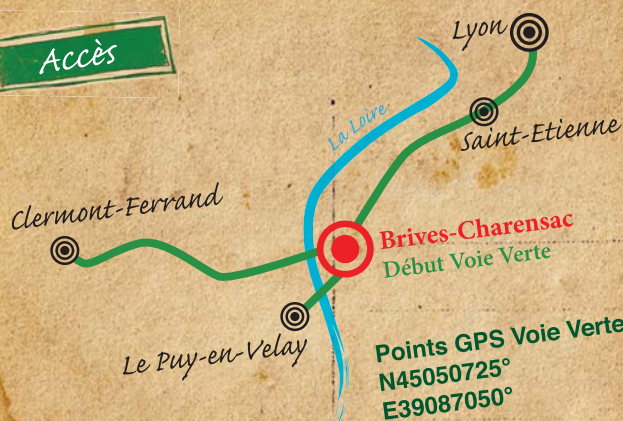 Accès
Lyon
La Loire
Saint-Etienne
Clermont-Ferrand
Brives-Charensac
Début Voie Verte
Le Puy-en-Velay
Points GPS Voie Verte
N45050725°
E39087050°